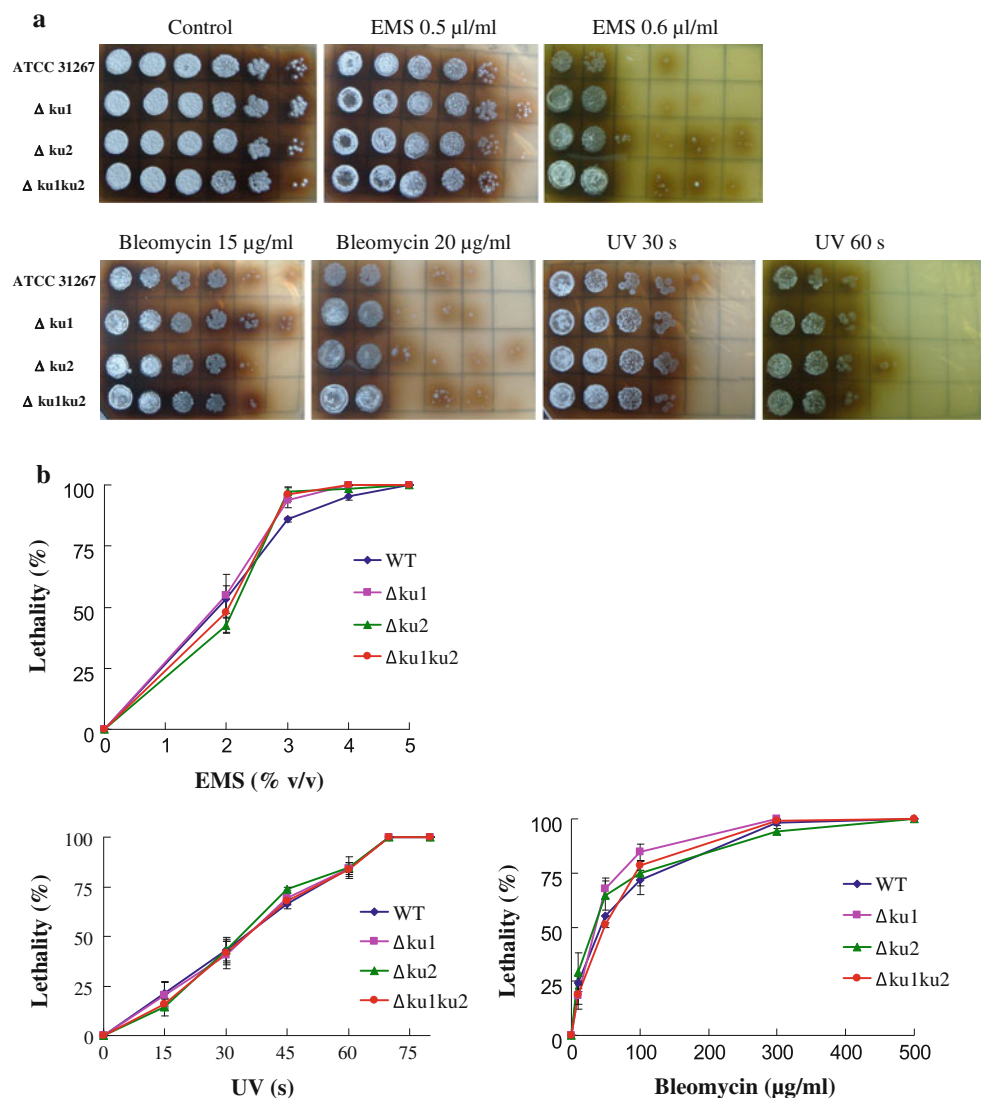 a
Control EMS 0.5 µl/ml EMS 0.6 µl/ml
ATCC 31267
Δ ku1
Δ ku2
Δ ku1ku2
Bleomycin 15 µg/ml Bleomycin 20 µg/ml UV 30 s UV 60 s
ATCC 31267
Δ ku1
Δ ku2
Δ ku1ku2
b
100
75
50
25
0
Lethality (%)
0 1 2 3 4 5
EMS (% v/v)
WT
Δku1
Δku2
Δku1ku2
100
75
50
25
0
Lethality (%)
0 15 30 45 60 75
UV (s)
WT
Δku1
Δku2
Δku1ku2
100
75
50
25
0
Lethality (%)
0 100 200 300 400 500
Bleomycin (µg/ml)
WT
Δku1
Δku2
Δku1ku2